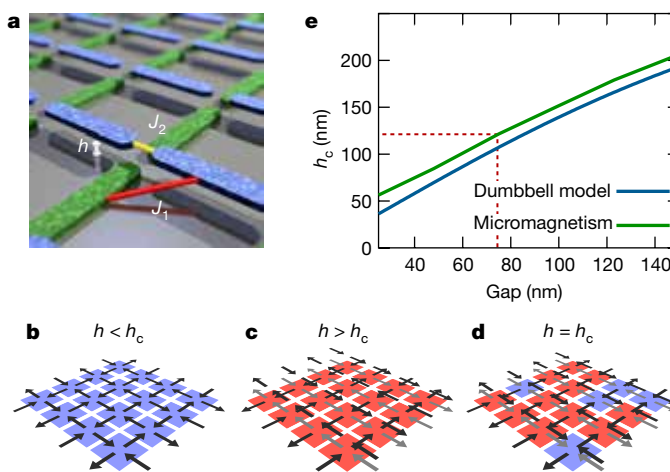 a
J2
h
J1
e
hc (nm)
200
150
100
50
0
Dumbbell model
Micromagnetism
40 60 80 100 120 140
Gap (nm)
b h < hc
c h > hc
d h = hc